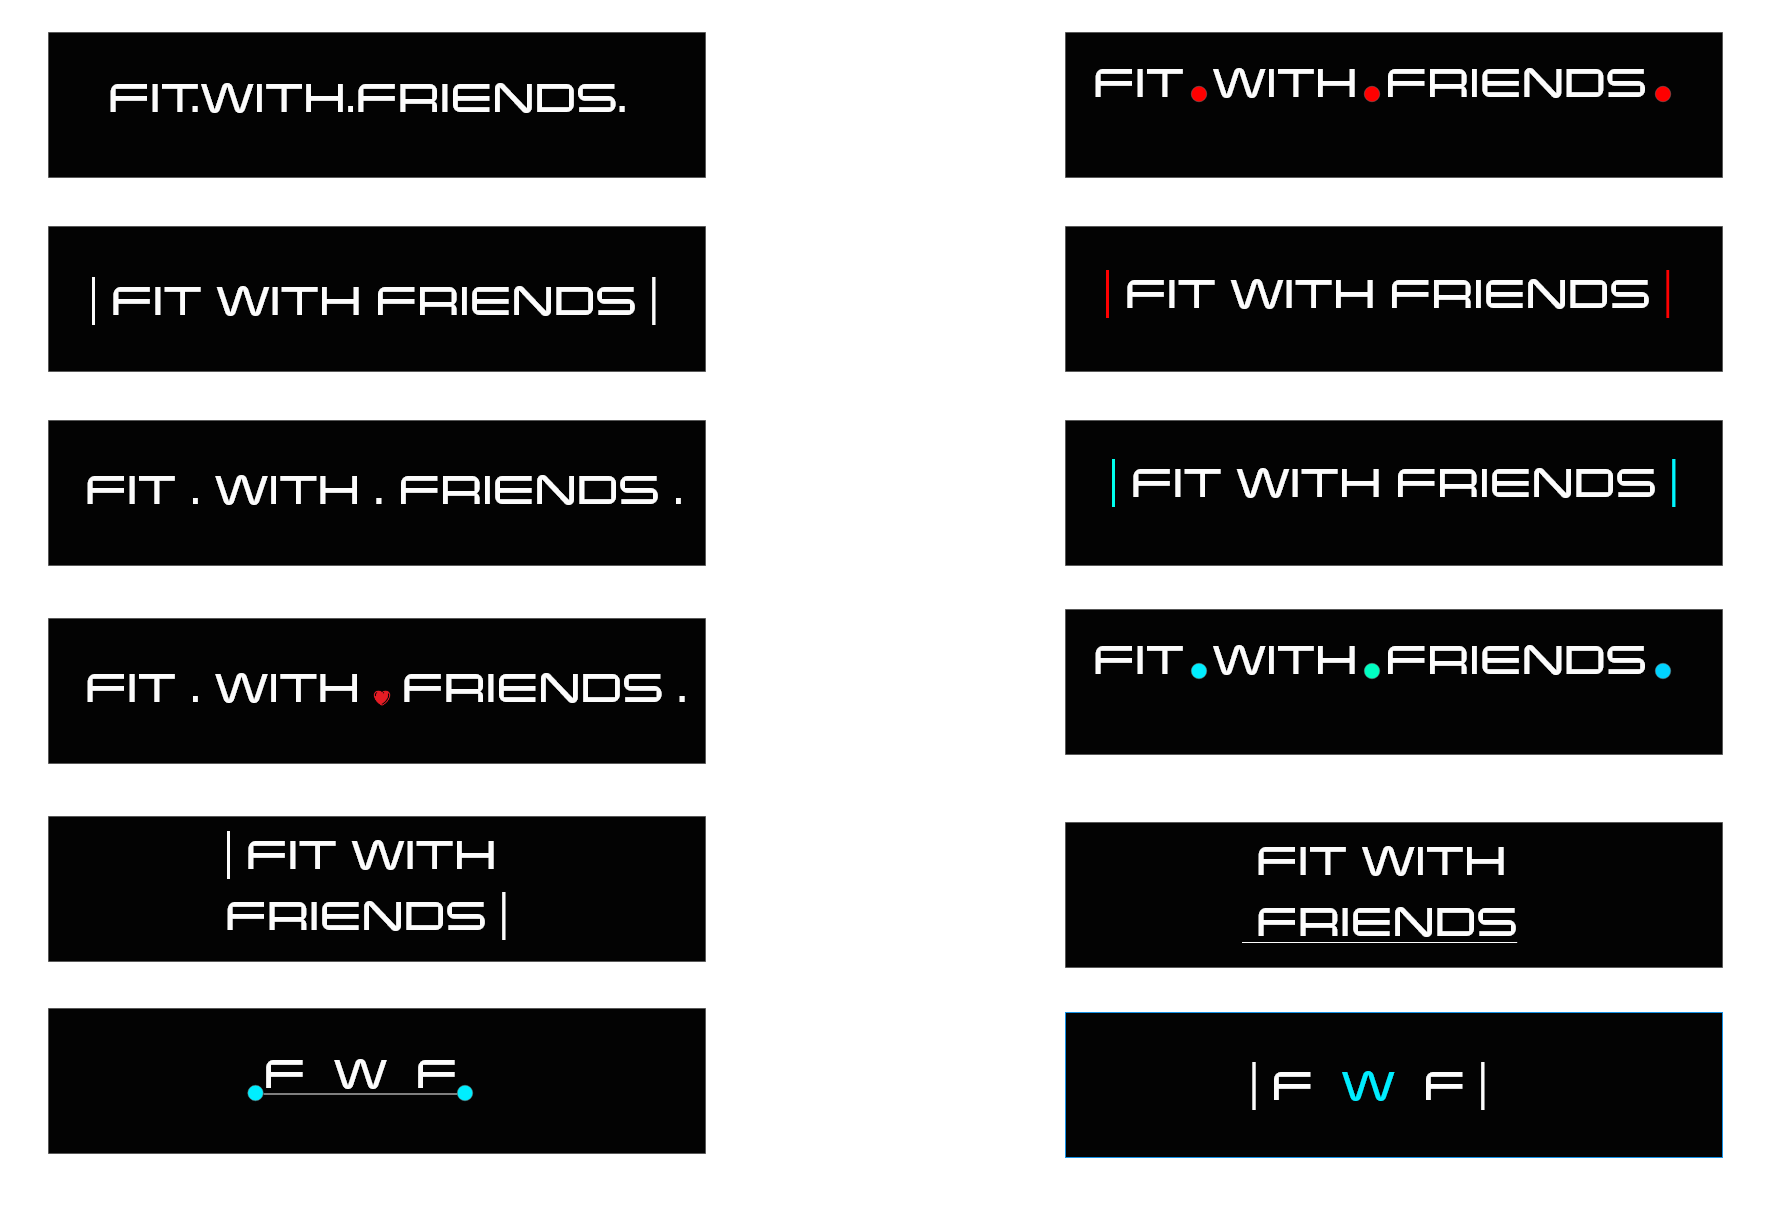 FIT.WITH.FRIENDS.
FIT.WITH.FRIENDS.
| FIT WITH FRIENDS |
| FIT WITH FRIENDS |
FIT . WITH . FRIENDS .
| FIT WITH FRIENDS |
FIT . WITH ♥ FRIENDS .
FIT.WITH.FRIENDS.
| FIT WITH
FRIENDS |
FIT WITH
FRIENDS
F W F
| F W F |